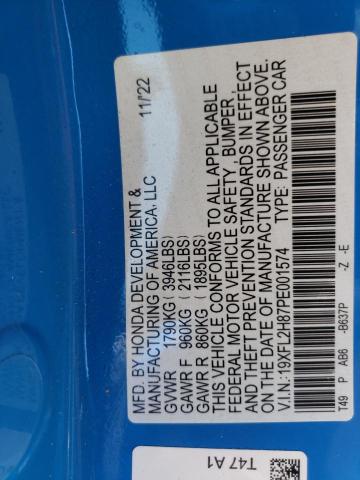 MFD. BY HONDA DEVELOPMENT & 11/'22
MANUFACTURING OF AMERICA, LLC
GVWR 1790KG ( 3946LBS)
GAWR F 960KG ( 2116LBS)
GAWR R 860KG ( 1895LBS)
THIS VEHICLE CONFORMS TO ALL APPLICABLE
FEDERAL MOTOR VEHICLE SAFETY , BUMPER ,
AND THEFT PREVENTION STANDARDS IN EFFECT
ON THE DATE OF MANUFACTURE SHOWN ABOVE.
V.I.N.:19XFL2H87PE001574 TYPE: PASSENGER CAR
T49 P AB6 -B637P -Z -E
T47 A1